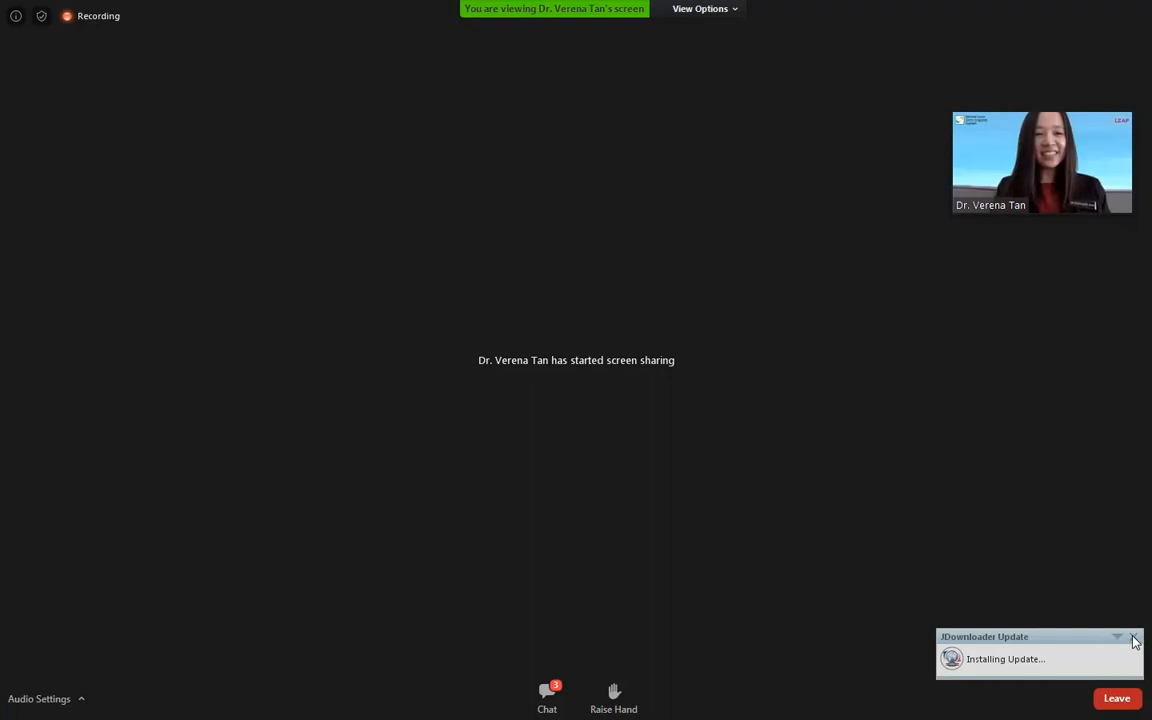 Recording
You are viewing Dr. Verena Tan's screen
View Options
LEAP
Dr. Verena Tan
Dr. Verena Tan has started screen sharing
JDownloader Update
Installing Update...
Audio Settings
3
Chat
Raise Hand
Leave